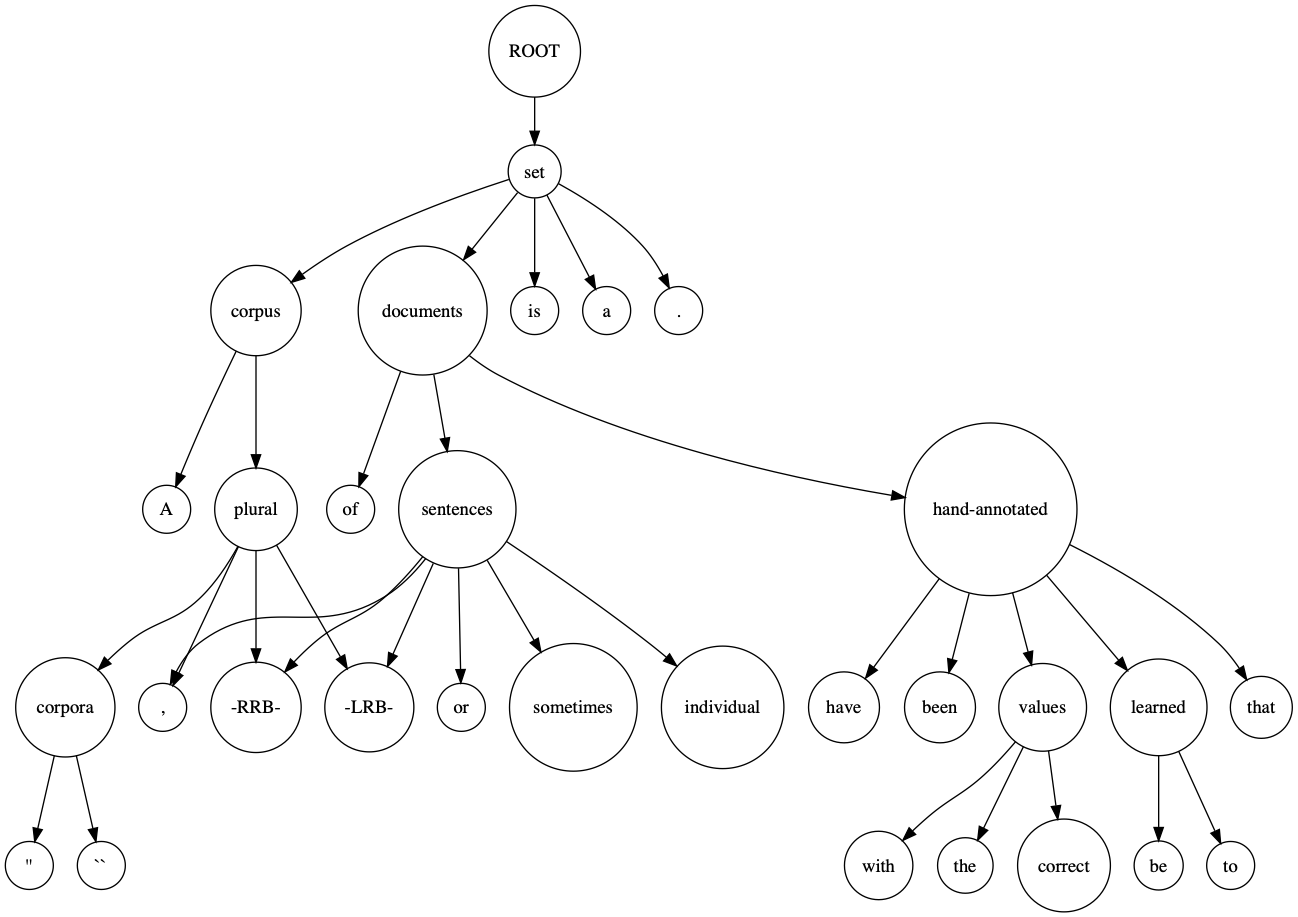 ROOT
set
corpus
documents
is
a
.
A
plural
of
sentences
hand-annotated
corpora
,
-RRB-
-LRB-
or
sometimes
individual
have
been
values
learned
that
''
``
with
the
correct
be
to